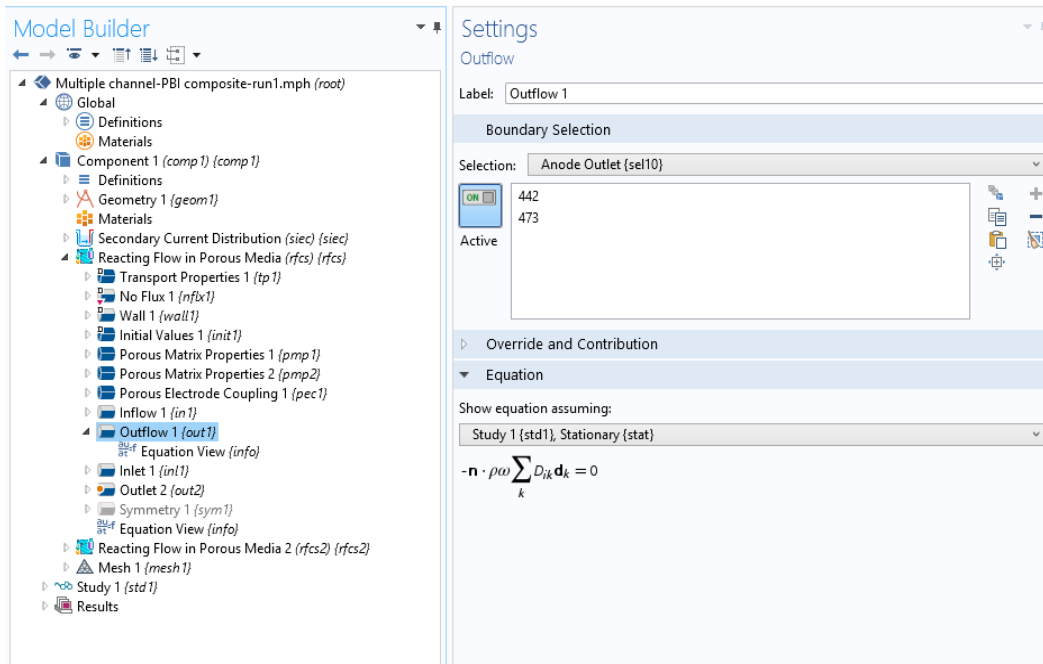 Model Builder
Multiple channel-PBI composite-run1.mph (root)
Global
Definitions
Materials
Component 1 (comp1) {comp1}
Definitions
Geometry 1 {geom1}
Materials
Secondary Current Distribution (siec) {siec}
Reacting Flow in Porous Media (rfcs) {rfcs}
Transport Properties 1 {tp1}
No Flux 1 {nflx1}
Wall 1 {wall1}
Initial Values 1 {init1}
Porous Matrix Properties 1 {pmp1}
Porous Matrix Properties 2 {pmp2}
Porous Electrode Coupling 1 {pec1}
Inflow 1 {in1}
Outflow 1 {out1}
Equation View {info}
Inlet 1 {inl1}
Outlet 2 {out2}
Symmetry 1 {sym1}
Equation View {info}
Reacting Flow in Porous Media 2 (rfcs2) {rfcs2}
Mesh 1 {mesh1}
Study 1 {std1}
Results
Settings
Outflow
Label: Outflow 1
Boundary Selection
Selection: Anode Outlet {sel10}
ON
Active
442
473
Override and Contribution
Equation
Show equation assuming:
Study 1 {std1}, Stationary {stat}
-n · ρω∑D_ik d_k = 0
k